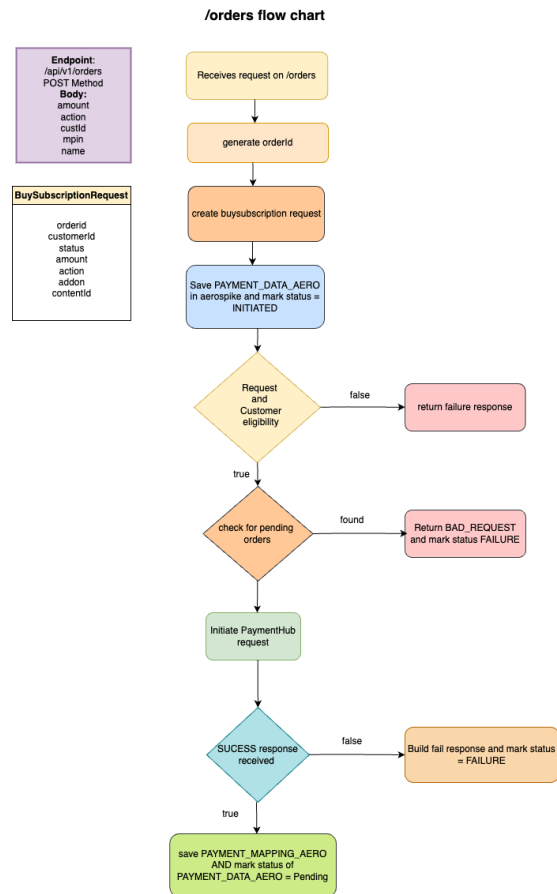 /orders flow chart
Endpoint:
/api/v1/orders
POST Method
Body:
amount
action
custId
mpin
name
BuySubscriptionRequest
orderid
customerId
status
amount
action
addon
contentId
Receives request on /orders
generate orderId
create buysubscription request
Save PAYMENT_DATA_AERO
in aerospike and mark status =
INITIATED
Request
and
Customer
eligibility
false
return failure response
true
check for pending
orders
found
Return BAD_REQUEST
and mark status FAILURE
Initiate PaymentHub
request
SUCESS response
received
false
Build fail response and mark status
= FAILURE
true
save PAYMENT_MAPPING_AERO
AND mark status of
PAYMENT_DATA_AERO = Pending